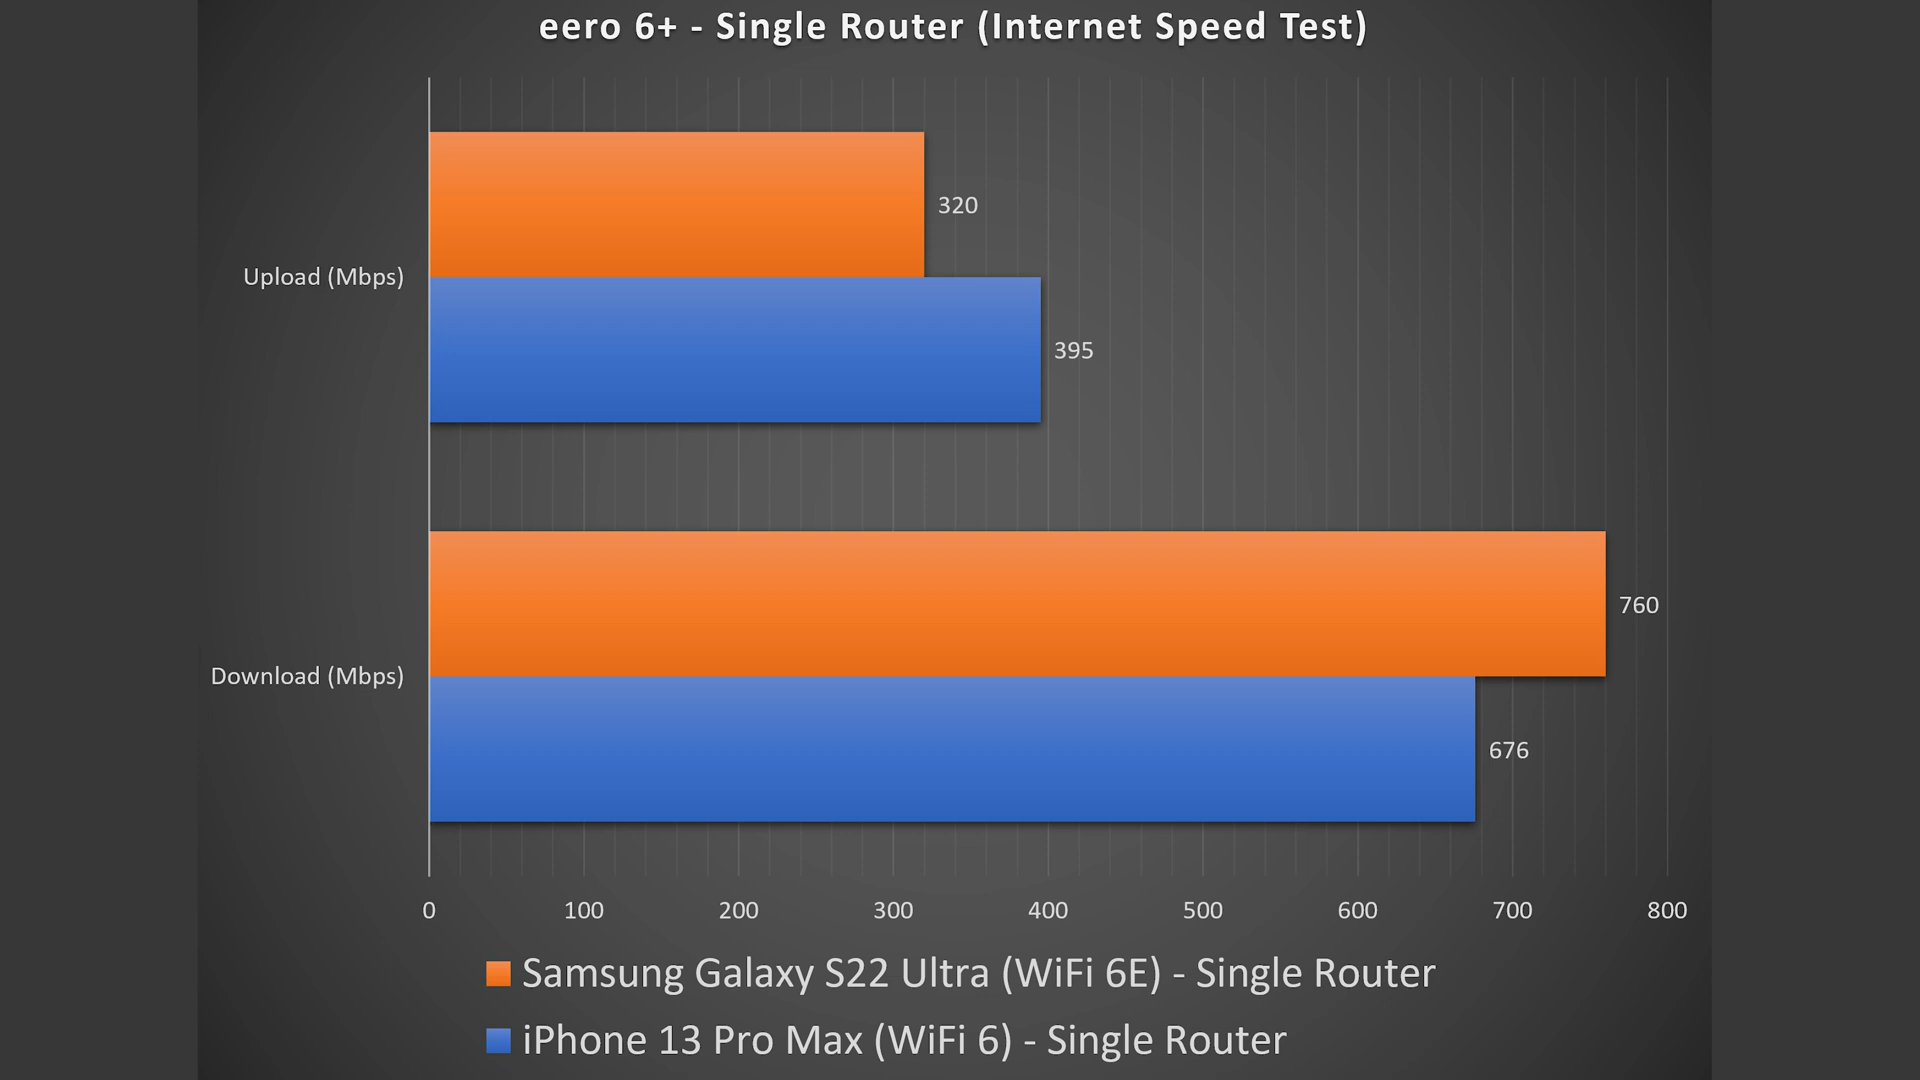 eero 6+ - Single Router (Internet Speed Test)
320
Upload (Mbps)
395
760
Download (Mbps)
676
0 100 200 300 400 500 600 700 800
Samsung Galaxy S22 Ultra (WiFi 6E) - Single Router
iPhone 13 Pro Max (WiFi 6) - Single Router